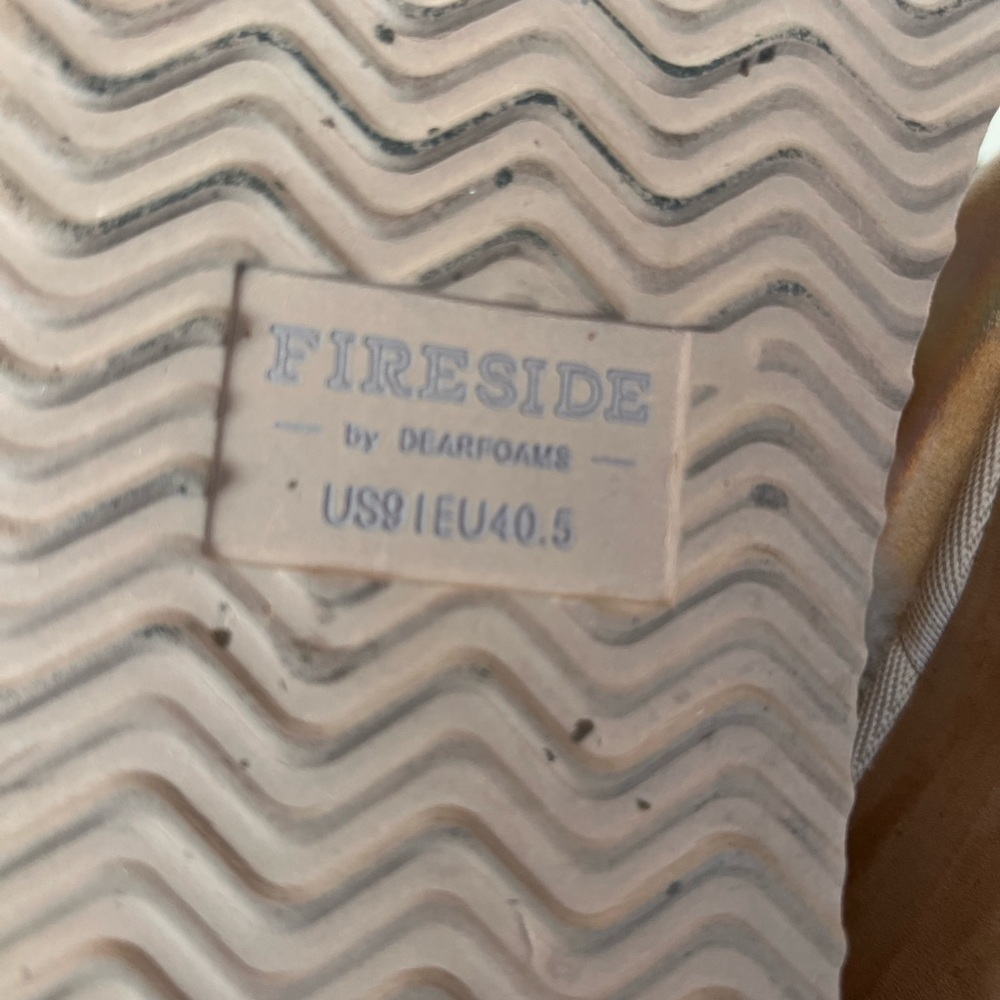 FIRESIDE
by DEARFOAMS
US9 | EU40.5